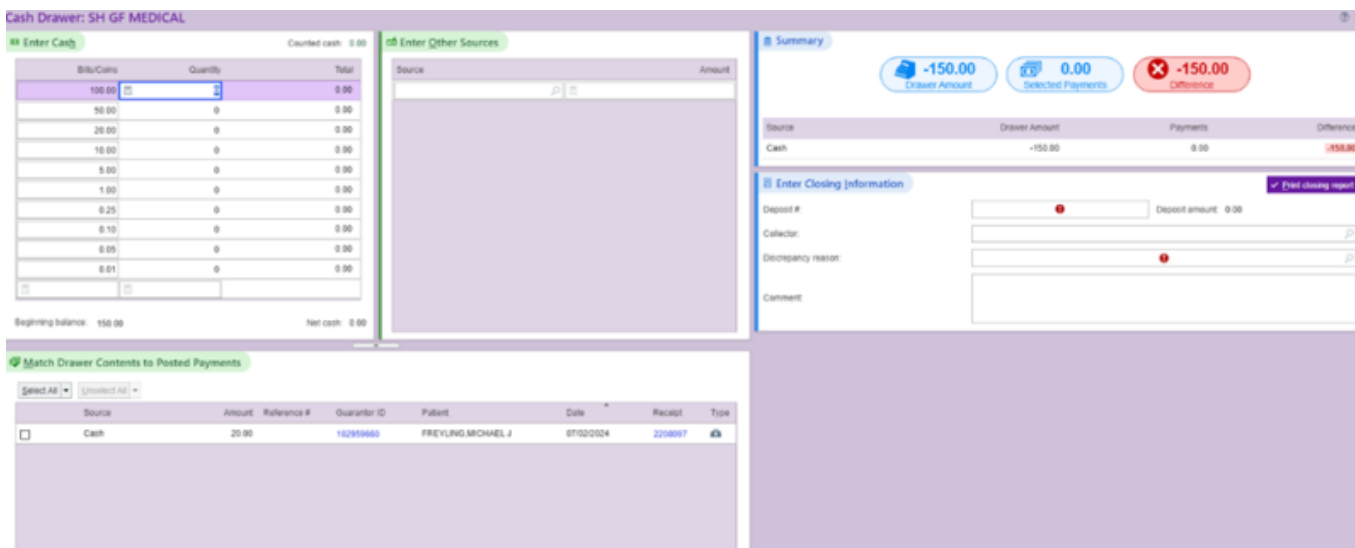 Cash Drawer: SH GF MEDICAL
Enter Cash
Counted cash: 0.00
Bills/Coins Quantity Total
100.00 0.00
50.00 0 0.00
20.00 0 0.00
10.00 0 0.00
5.00 0 0.00
1.00 0 0.00
0.25 0 0.00
0.10 0 0.00
0.05 0 0.00
0.01 0 0.00
Beginning balance: 150.00 Net cash: 0.00
Enter Other Sources
Source Amount
Summary
-150.00 0.00 -150.00
Drawer Amount Selected Payments Difference
Source Drawer Amount Payments Difference
Cash -150.00 0.00 -150.00
Enter Closing Information
Print closing report
Deposit #: Deposit amount: 0.00
Collector:
Discrepancy reason:
Comment:
Match Drawer Contents to Posted Payments
Select All Unselect All
Source Amount Reference # Guarantor ID Patient Date Receipt Type
Cash 20.00 102959660 FREYLING,MICHAEL J 07/02/2024 2208097